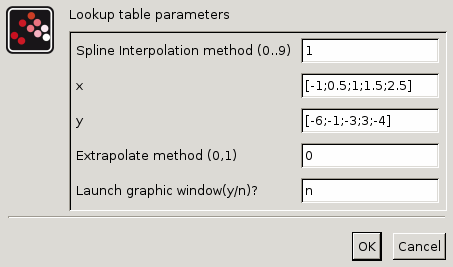 Lookup table parameters
Spline Interpolation method (0..9) 1
x [-1;0.5;1;1.5;2.5]
y [-6;-1;-3;3;-4]
Extrapolate method (0,1) 0
Launch graphic window(y/n)? n
OK Cancel